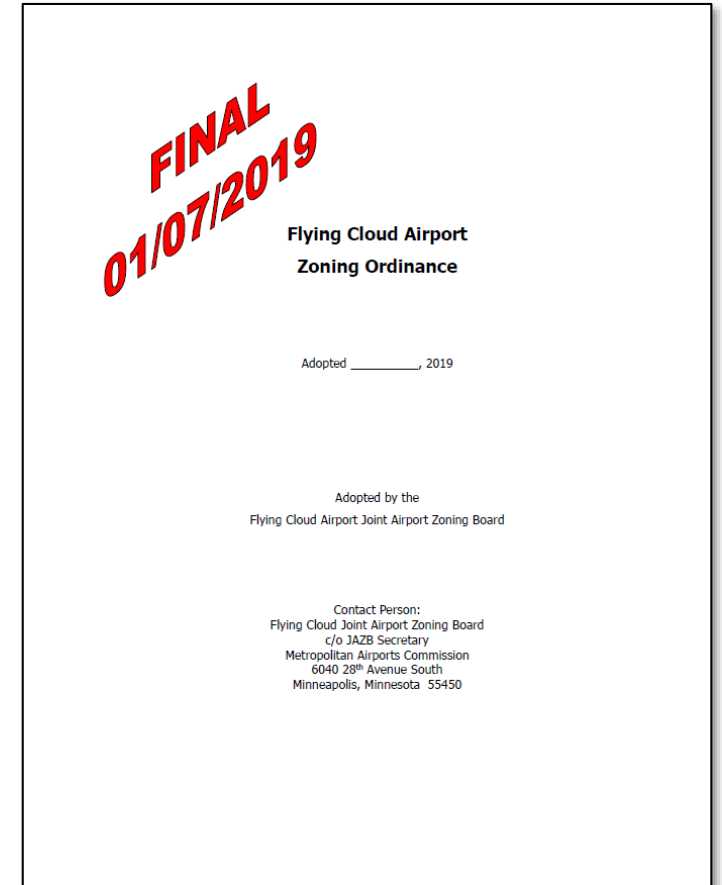 FINAL
01/07/2019
Flying Cloud Airport
Zoning Ordinance
Adopted __________, 2019
Adopted by the
Flying Cloud Airport Joint Airport Zoning Board
Contact Person:
Flying Cloud Joint Airport Zoning Board
c/o JAZB Secretary
Metropolitan Airports Commission
6040 28th Avenue South
Minneapolis, Minnesota 55450